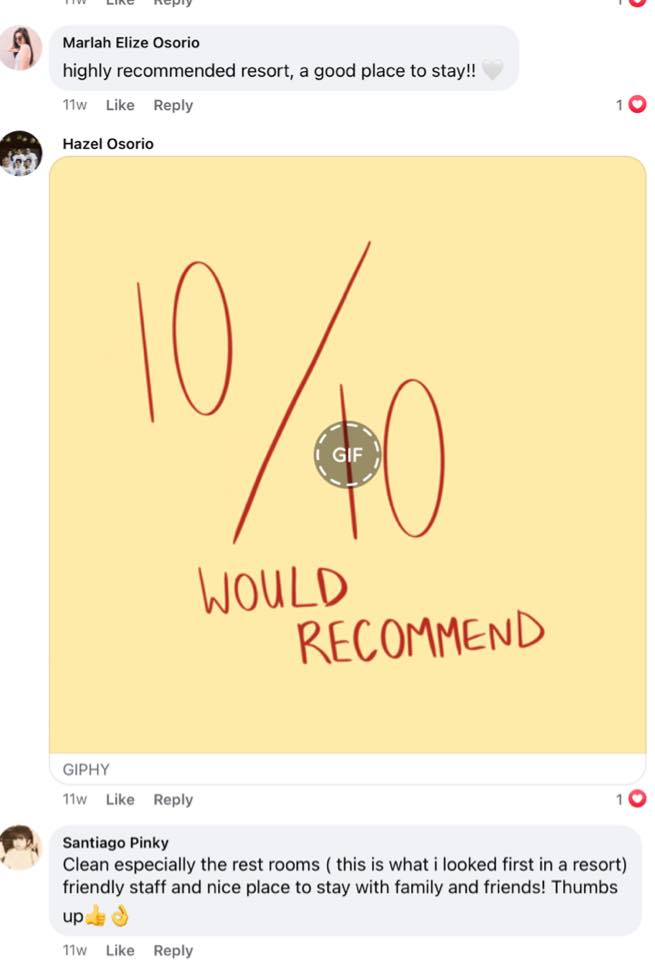 11w Like Reply 1
Marlah Elize Osorio
highly recommended resort, a good place to stay!! 🤍
11w Like Reply 1
Hazel Osorio
10/10
GIF
WOULD
RECOMMEND
GIPHY
11w Like Reply 1
Santiago Pinky
Clean especially the rest rooms ( this is what i looked first in a resort)
friendly staff and nice place to stay with family and friends! Thumbs
up👍👌
11w Like Reply